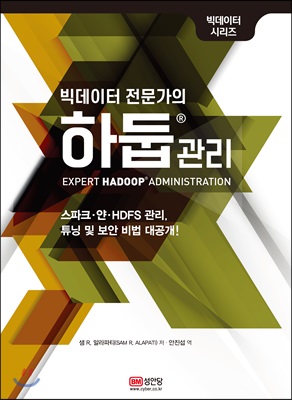 빅데이터
시리즈
빅데이터 전문가의
하둡® 관리
EXPERT HADOOP® ADMINISTRATION
스파크·얀·HDFS 관리,
튜닝 및 보안 비법 대공개!
샘 R. 알라파티(SAM R. ALAPATI) 저·안진섭 역
BM 성안당
www.cyber.co.kr